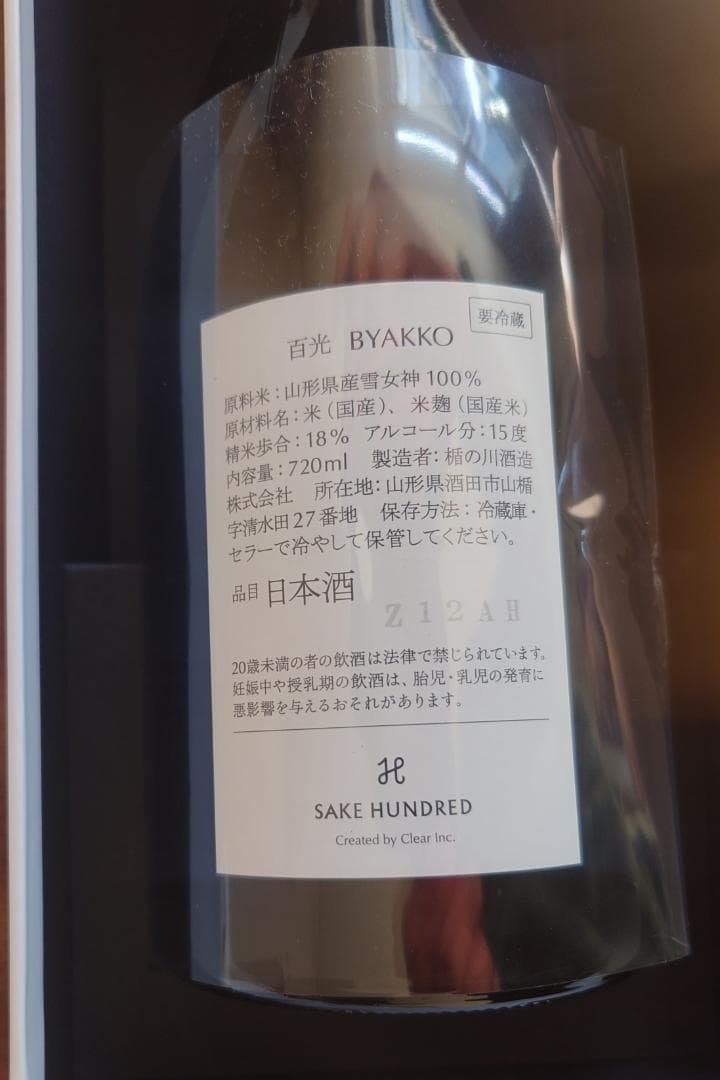 要冷蔵
百光 BYAKKO
原料米：山形県産雪女神100%
原材料名：米（国産）、米麹（国産米）
精米歩合：18% アルコール分：15度
内容量：720ml 製造者：楯の川酒造
株式会社 所在地：山形県酒田市山楯
字清水田27番地 保存方法：冷蔵庫・
セラーで冷やして保管してください。
品目 日本酒
Z12AH
20歳未満の者の飲酒は法律で禁じられています。
妊娠中や授乳期の飲酒は、胎児・乳児の発育に
悪影響を与えるおそれがあります。
SAKE HUNDRED
Created by Clear Inc.